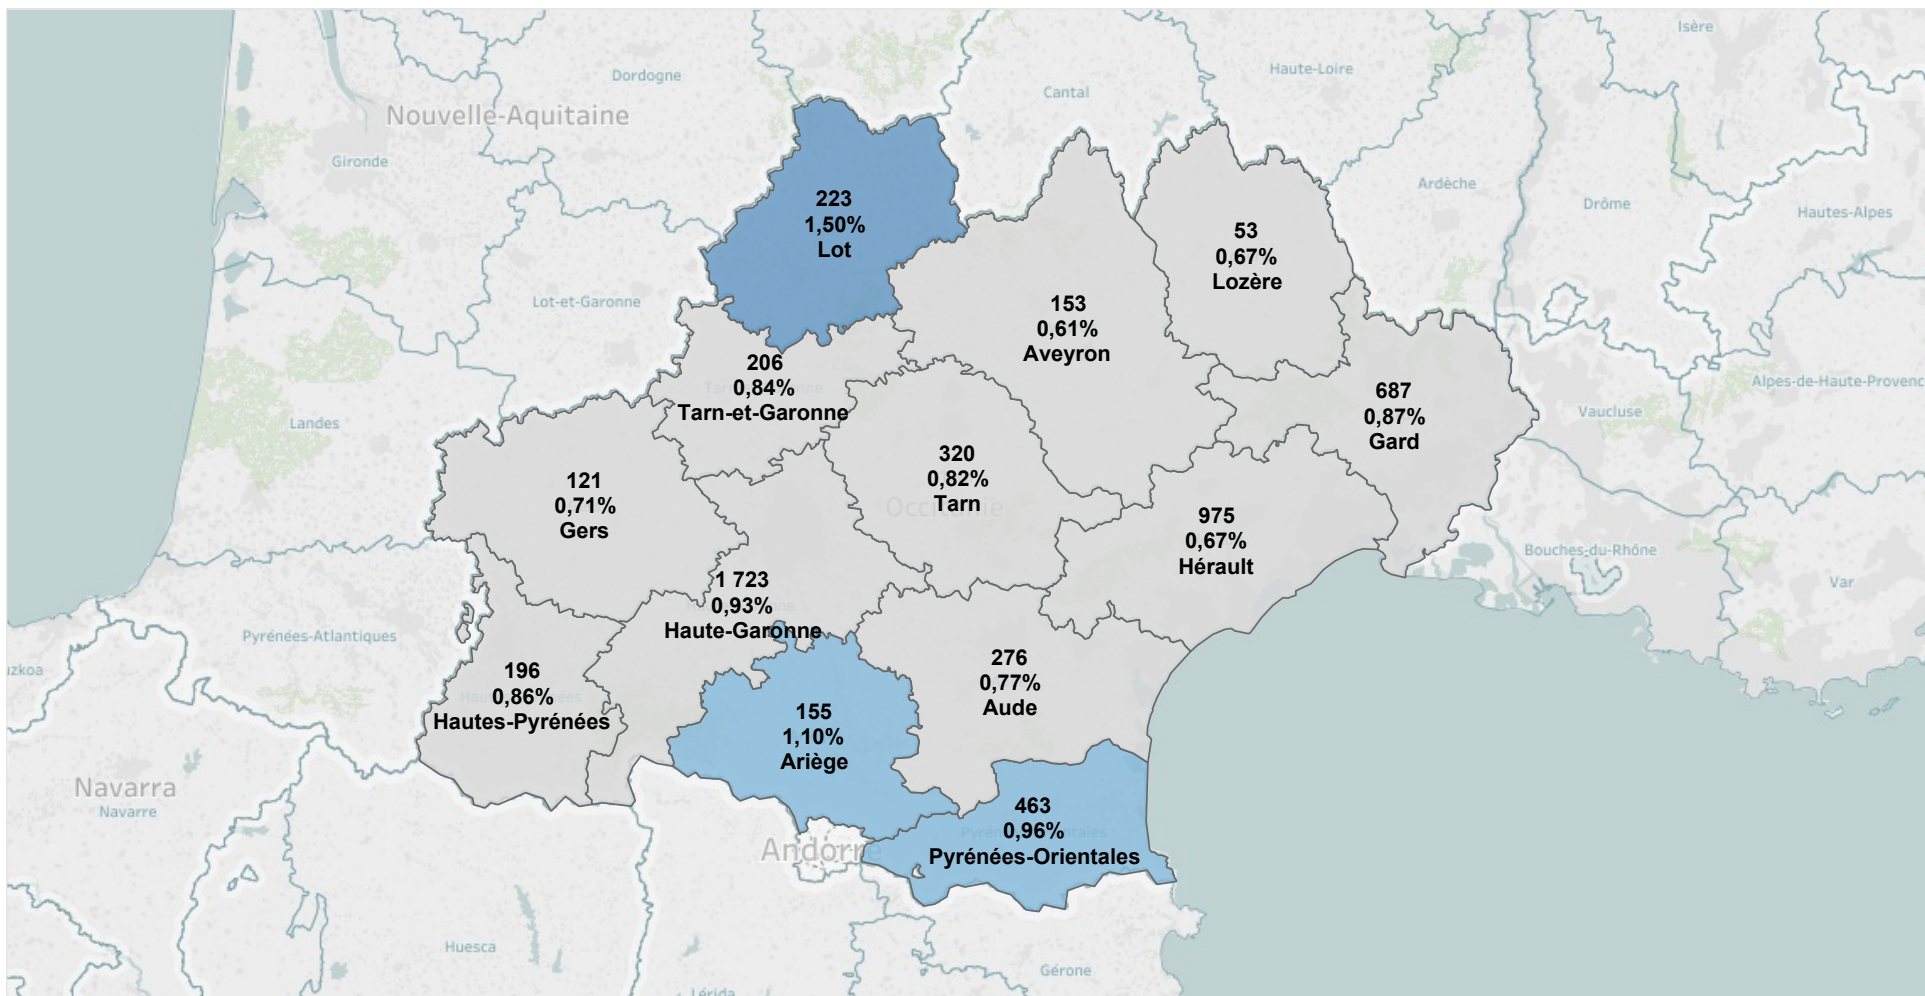 Isère
Dordogne
Haute-Loire
Cantal
Nouvelle-Aquitaine
Gironde
Ardèche
Drôme
Hautes-Alpes
223
1,50%
Lot
53
0,67%
Lozère
Lot-et-Garonne
153
0,61%
Aveyron
206
0,84%
Tarn-et-Garonne
687
0,87%
Gard
Alpes-de-Haute-Provenc
Vaucluse
Landes
320
0,82%
Tarn
Occitanie
121
0,71%
Gers
975
0,67%
Hérault
Bouches-du-Rhône
Var
1 723
0,93%
Haute-Garonne
Pyrénées-Atlantiques
uzkoa
196
0,86%
Hautes-Pyrénées
276
0,77%
Aude
155
1,10%
Ariège
Navarra
Navarre
463
0,96%
Pyrénées-Orientales
Andorre
Huesca
Gérone
Lérida